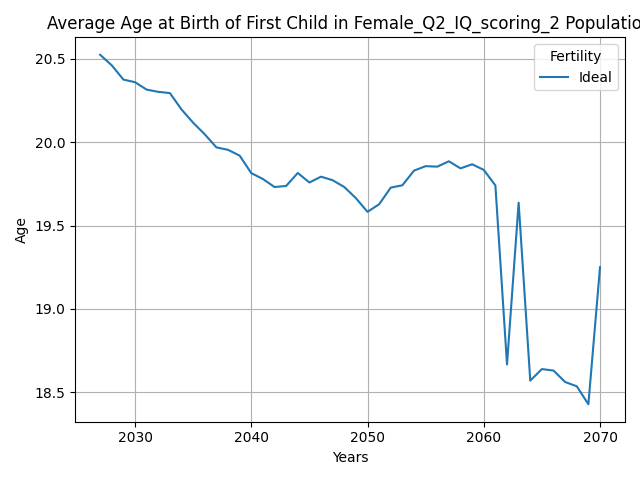 Average Age at Birth of First Child in Female_Q2_IQ_scoring_2 Populatio
Fertility
Ideal
Age
20.5
20.0
19.5
19.0
18.5
2030 2040 2050 2060 2070
Years